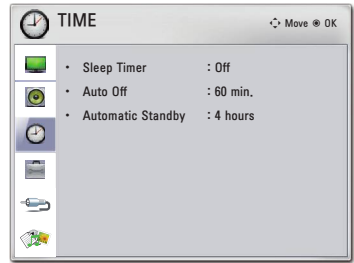 TIME
Move OK
• Sleep Timer : Off
• Auto Off : 60 min.
• Automatic Standby : 4 hours